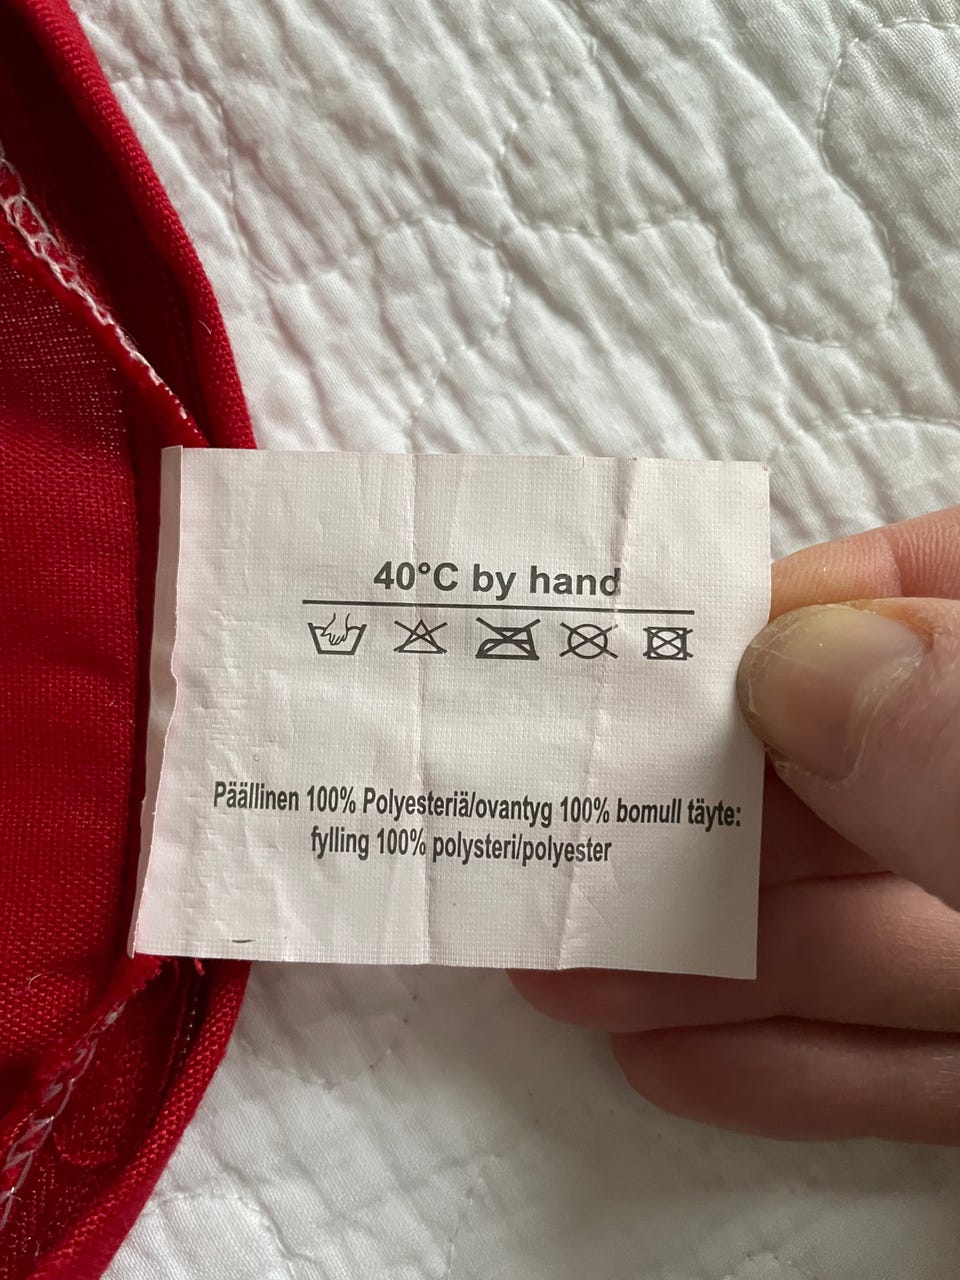 40°C by hand
Päällinen 100% Polyesteriä/ovantyg 100% bomull täyte:
fylling 100% polysteri/polyester